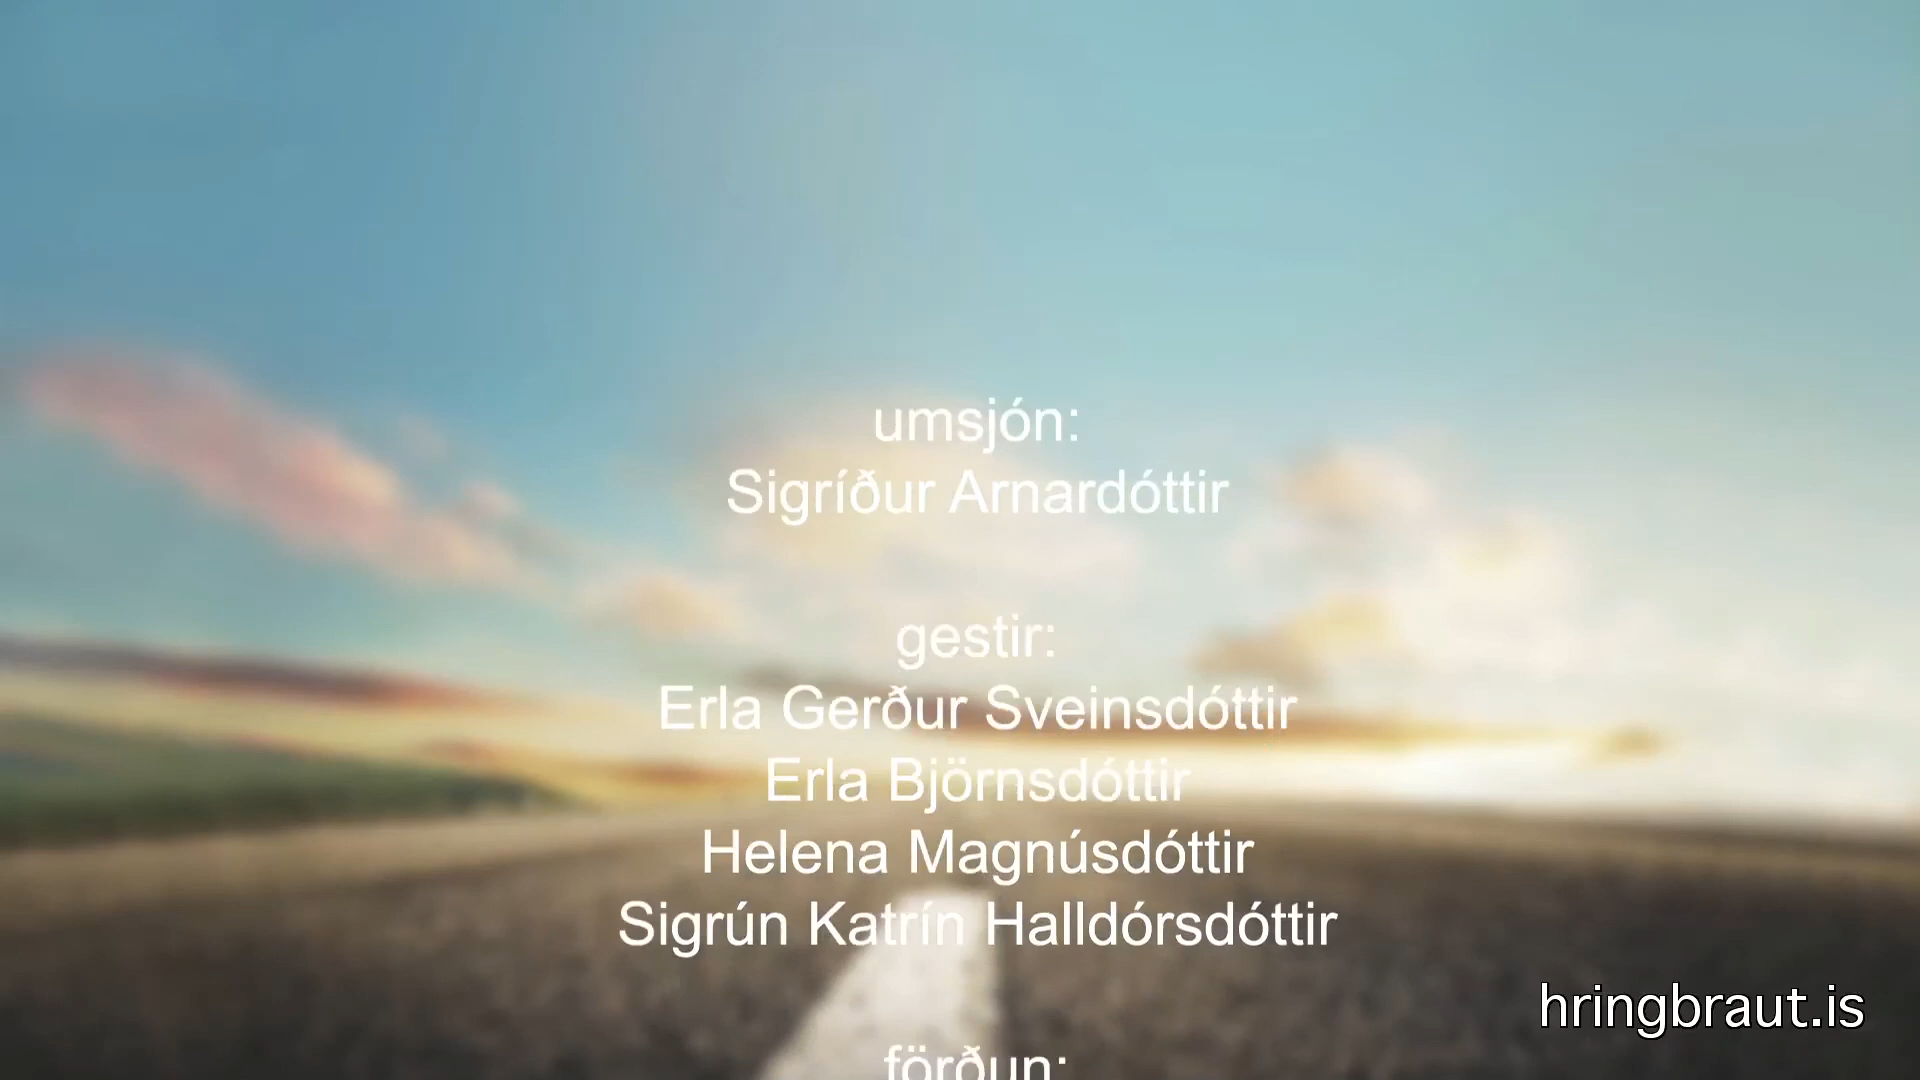 umsjón:
Sigríður Arnardóttir
gestir:
Erla Gerður Sveinsdóttir
Erla Björnsdóttir
Helena Magnúsdóttir
Sigrún Katrín Halldórsdóttir
hringbraut.is
förðun: